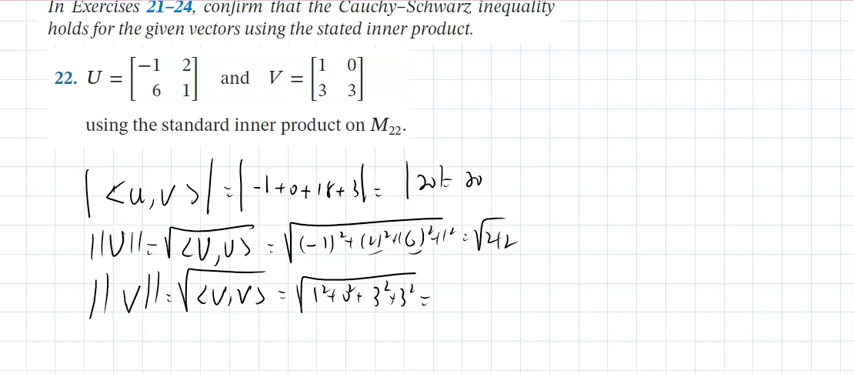 In Exercises 21–24, confirm that the Cauchy–Schwarz inequality
holds for the given vectors using the stated inner product.
22. U = [-1 2; 6 1] and V = [1 0; 3 3]
using the standard inner product on M₂₂.
|<u,v>| = |-1+0+18+3| = |20| = 20
||U|| = √<U,U> = √(-1)²+(2)²+(6)²+1² = √42
||V|| = √<V,V> = √1²+0²+3²+3² =